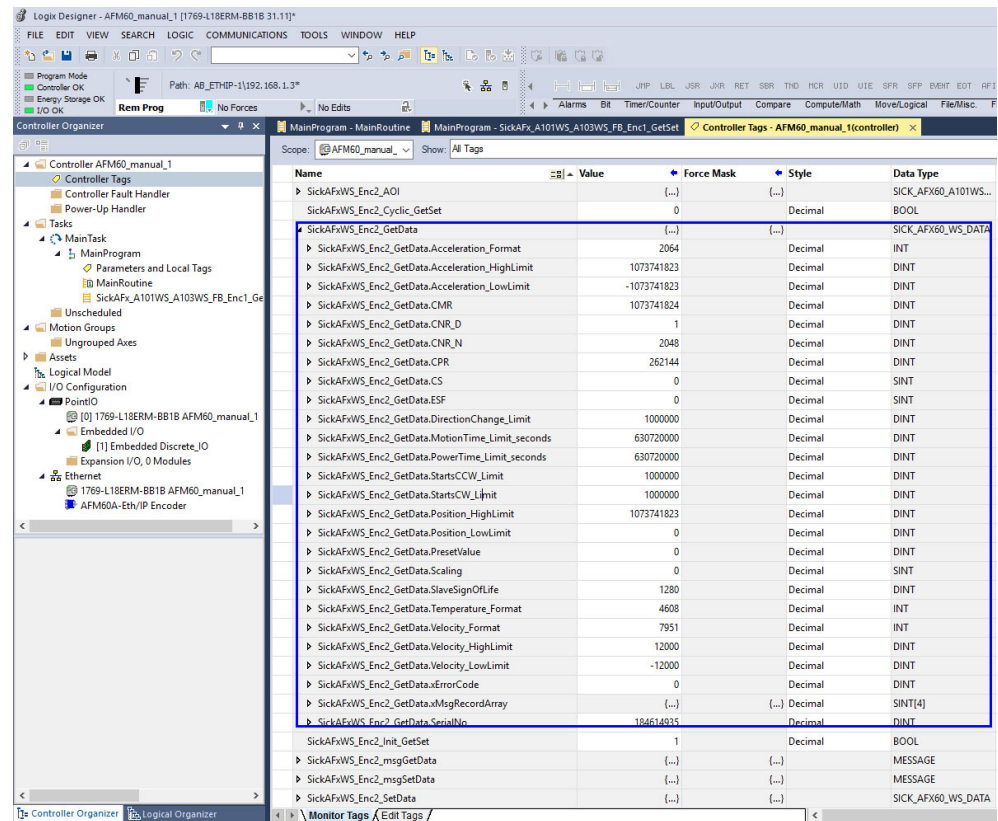 Logix Designer - AFM60_manual_1 [1769-L18ERM-BB1B 31.11]*
FILE EDIT VIEW SEARCH LOGIC COMMUNICATIONS TOOLS WINDOW HELP
Program Mode
Controller OK
Energy Storage OK
I/O OK
Path: AB_ETHIP-1\192.168.1.3*
Rem Prog No Forces No Edits
JMP LBL JSR JXR RET SBR TND MCR UID UIE SFR SFP EVENT EOT AFI
Alarms Bit Timer/Counter Input/Output Compare Compute/Math Move/Logical File/Misc. F
Controller Organizer
Controller AFM60_manual_1
Controller Tags
Controller Fault Handler
Power-Up Handler
Tasks
MainTask
MainProgram
Parameters and Local Tags
MainRoutine
SickAFx_A101WS_A103WS_FB_Enc1_Ge
Unscheduled
Motion Groups
Ungrouped Axes
Assets
Logical Model
I/O Configuration
PointIO
[0] 1769-L18ERM-BB1B AFM60_manual_1
Embedded I/O
[1] Embedded Discrete_IO
Expansion I/O, 0 Modules
Ethernet
1769-L18ERM-BB1B AFM60_manual_1
AFM60A-Eth/IP Encoder
Controller Organizer Logical Organizer
MainProgram - MainRoutine MainProgram - SickAFx_A101WS_A103WS_FB_Enc1_GetSet Controller Tags - AFM60_manual_1(controller) ×
Scope: AFM60_manual_ Show: All Tags
Name Value Force Mask Style Data Type
SickAFxWS_Enc2_AOI {...} {...} SICK_AFX60_A101WS...
SickAFxWS_Enc2_Cyclic_GetSet 0 Decimal BOOL
SickAFxWS_Enc2_GetData {...} {...} SICK_AFX60_WS_DATA
SickAFxWS_Enc2_GetData.Acceleration_Format 2064 Decimal INT
SickAFxWS_Enc2_GetData.Acceleration_HighLimit 1073741823 Decimal DINT
SickAFxWS_Enc2_GetData.Acceleration_LowLimit -1073741823 Decimal DINT
SickAFxWS_Enc2_GetData.CMR 1073741824 Decimal DINT
SickAFxWS_Enc2_GetData.CNR_D 1 Decimal DINT
SickAFxWS_Enc2_GetData.CNR_N 2048 Decimal DINT
SickAFxWS_Enc2_GetData.CPR 262144 Decimal DINT
SickAFxWS_Enc2_GetData.CS 0 Decimal SINT
SickAFxWS_Enc2_GetData.ESF 0 Decimal SINT
SickAFxWS_Enc2_GetData.DirectionChange_Limit 1000000 Decimal DINT
SickAFxWS_Enc2_GetData.MotionTime_Limit_seconds 630720000 Decimal DINT
SickAFxWS_Enc2_GetData.PowerTime_Limit_seconds 630720000 Decimal DINT
SickAFxWS_Enc2_GetData.StartsCCW_Limit 1000000 Decimal DINT
SickAFxWS_Enc2_GetData.StartsCW_Limit 1000000 Decimal DINT
SickAFxWS_Enc2_GetData.Position_HighLimit 1073741823 Decimal DINT
SickAFxWS_Enc2_GetData.Position_LowLimit 0 Decimal DINT
SickAFxWS_Enc2_GetData.PresetValue 0 Decimal DINT
SickAFxWS_Enc2_GetData.Scaling 0 Decimal SINT
SickAFxWS_Enc2_GetData.SlaveSignOfLife 1280 Decimal DINT
SickAFxWS_Enc2_GetData.Temperature_Format 4608 Decimal INT
SickAFxWS_Enc2_GetData.Velocity_Format 7951 Decimal INT
SickAFxWS_Enc2_GetData.Velocity_HighLimit 12000 Decimal DINT
SickAFxWS_Enc2_GetData.Velocity_LowLimit -12000 Decimal DINT
SickAFxWS_Enc2_GetData.xErrorCode 0 Decimal DINT
SickAFxWS_Enc2_GetData.xMsgRecordArray {...} {...} Decimal SINT[4]
SickAFxWS_Enc2_GetData.SerialNo 184614935 Decimal DINT
SickAFxWS_Enc2_Init_GetSet 1 Decimal BOOL
SickAFxWS_Enc2_msgGetData {...} {...} MESSAGE
SickAFxWS_Enc2_msgSetData {...} {...} MESSAGE
SickAFxWS_Enc2_SetData {...} {...} SICK_AFX60_WS_DATA
Monitor Tags Edit Tags